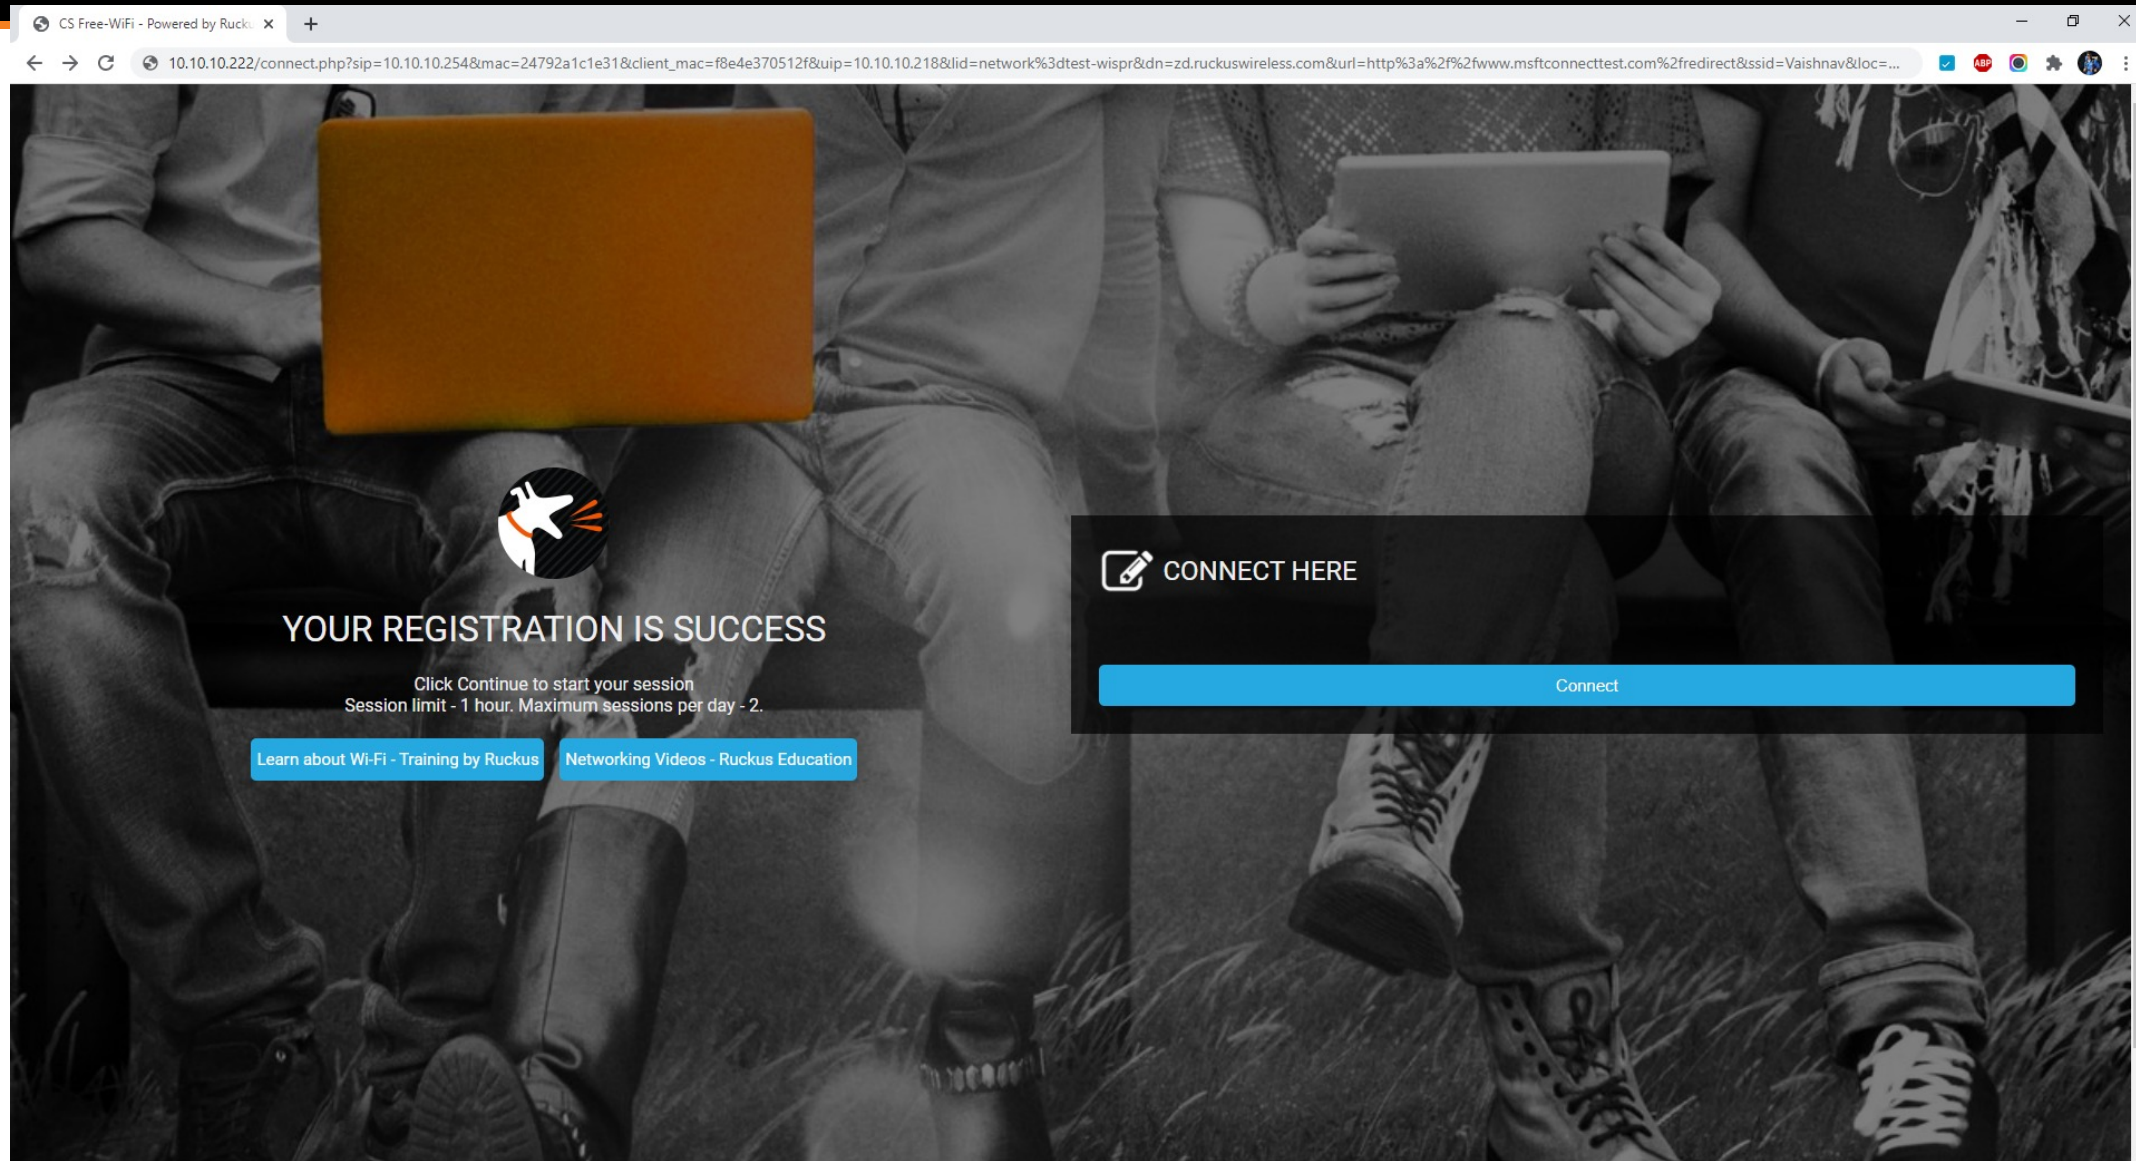 CS Free-WiFi - Powered by Rucku
10.10.10.222/connect.php?sip=10.10.10.254&mac=24792a1c1e31&client_mac=f8e4e370512f&uip=10.10.10.218&lid=network%3dtest-wispr&dn=zd.ruckuswireless.com&url=http%3a%2f%2fwww.msftconnecttest.com%2fredirect&ssid=Vaishnav&loc=...
ABP
YOUR REGISTRATION IS SUCCESS
Click Continue to start your session
Session limit - 1 hour. Maximum sessions per day - 2.
Learn about Wi-Fi - Training by Ruckus
Networking Videos - Ruckus Education
CONNECT HERE
Connect